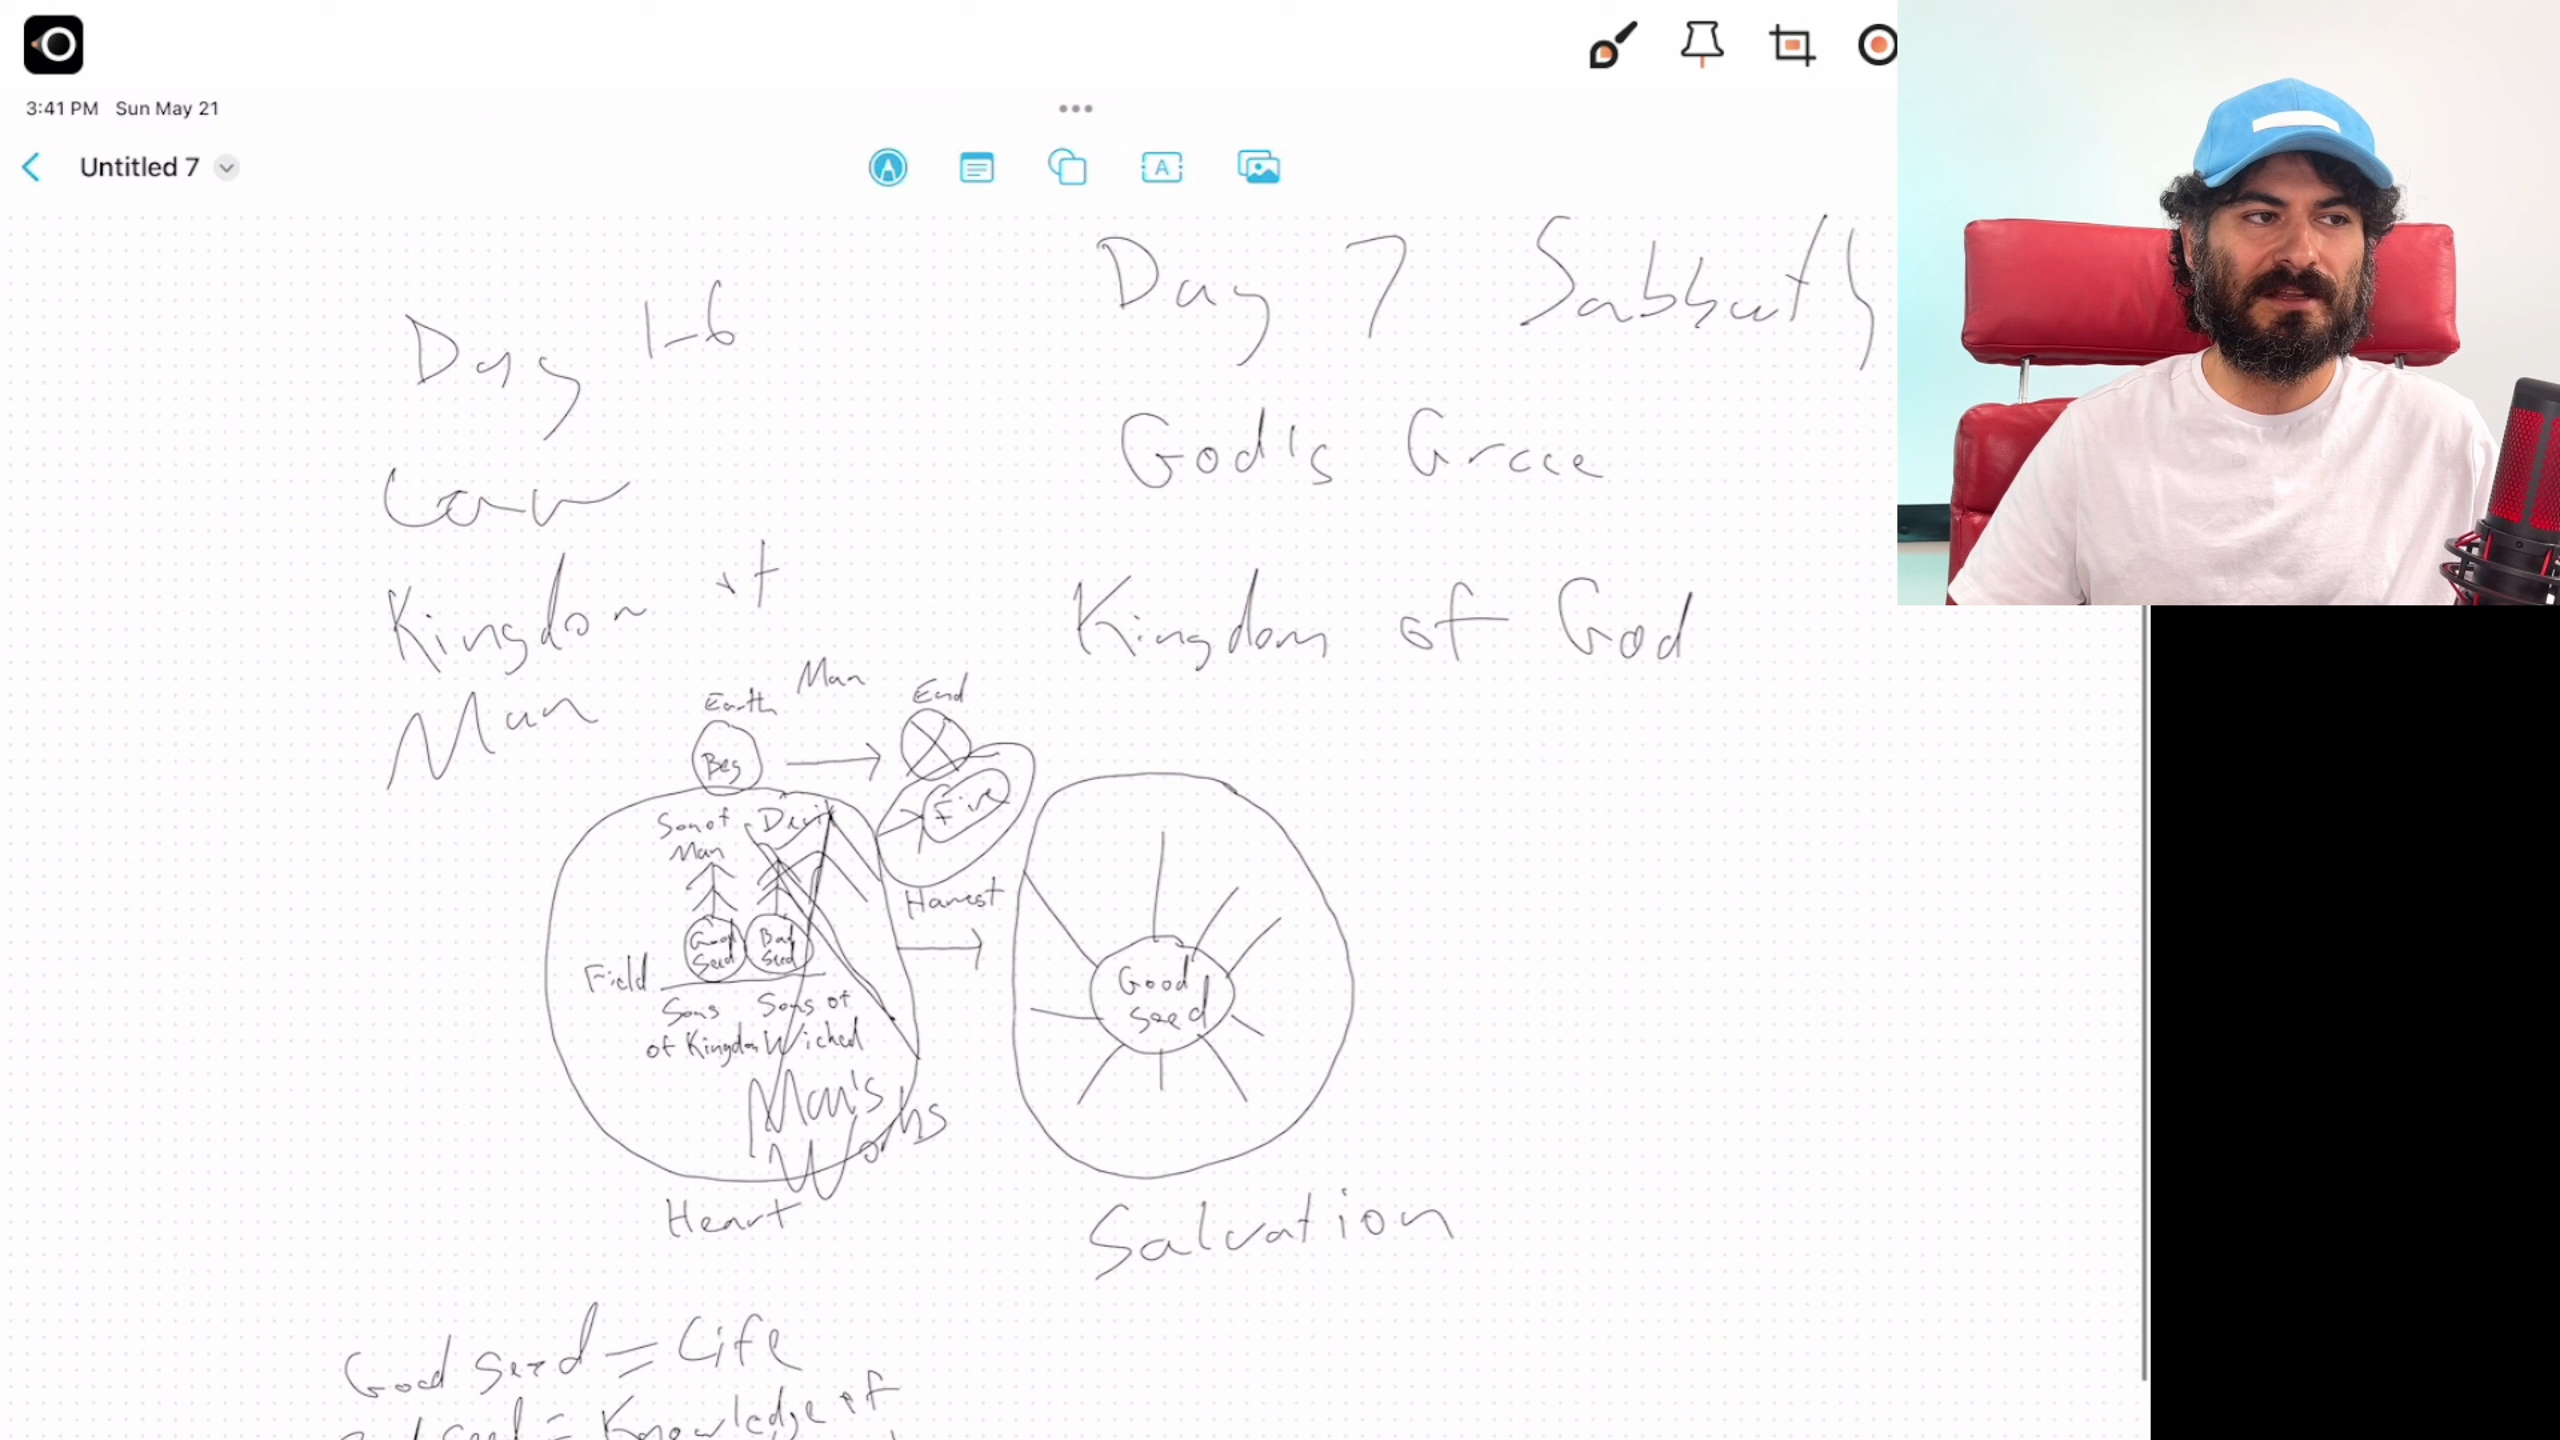 3:41 PM Sun May 21
Untitled 7
A
Day 1-6
Law
Kingdom of
Man
Day 7 Sabbath
God's Grace
Kingdom of God
Earth Man End
Beg
Fire
Son of Devil
Man
Harvest
Good Bad
Seed Seed
Field
Sons Sons of
of Kingdom Wicked
Man's
Works
Heart
Good
seed
Salvation
Good seed = Life
seed = Knowledge of